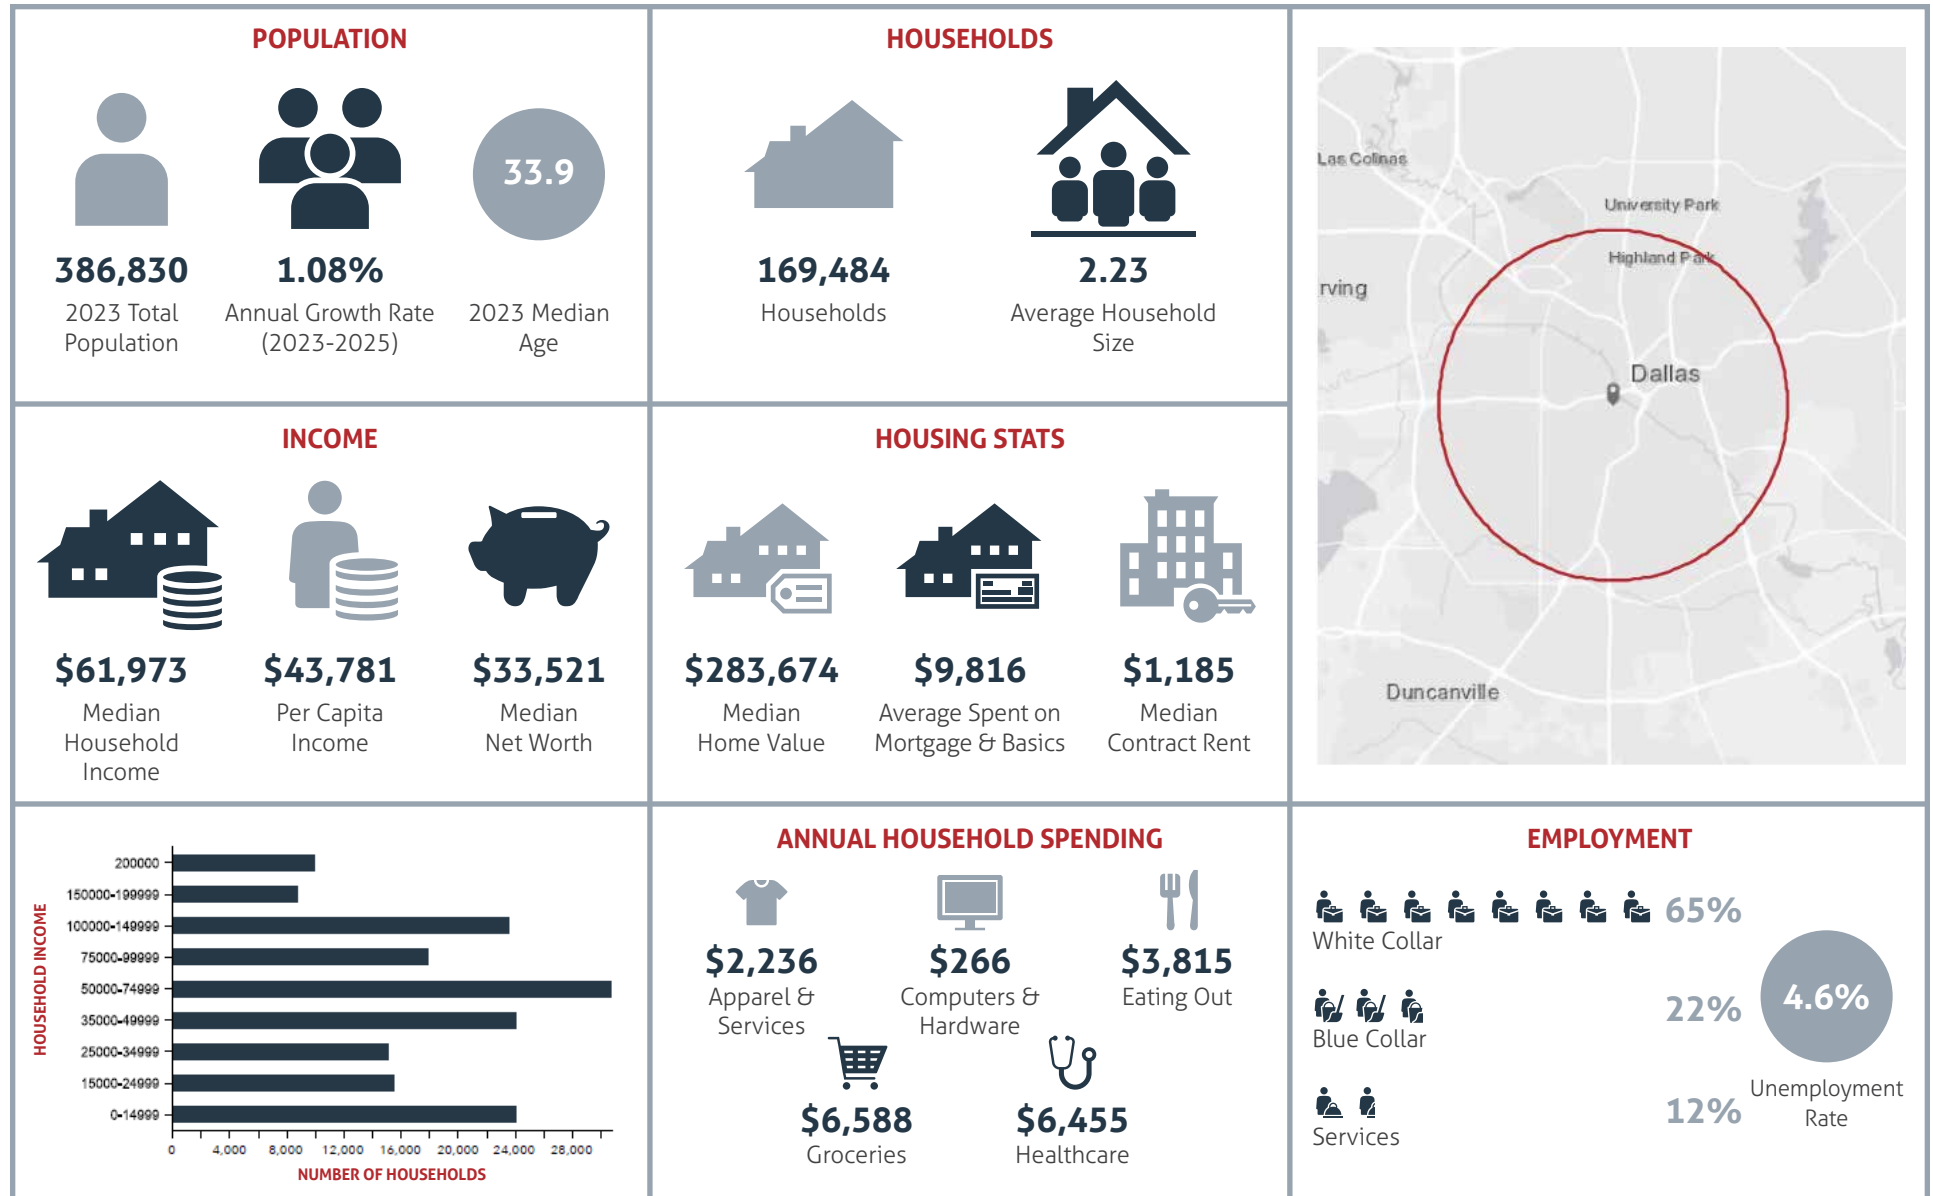 POPULATION
33.9
386,830
2023 Total
Population
1.08%
Annual Growth Rate
(2023-2025)
2023 Median
Age
HOUSEHOLDS
169,484
Households
2.23
Average Household
Size
Las Colinas
University Park
Highland Park
rving
Dallas
Duncanville
INCOME
$61,973
Median
Household
Income
$43,781
Per Capita
Income
$33,521
Median
Net Worth
HOUSING STATS
$283,674
Median
Home Value
$9,816
Average Spent on
Mortgage & Basics
$1,185
Median
Contract Rent
HOUSEHOLD INCOME
200000
150000-199999
100000-149999
75000-99999
50000-74999
35000-49999
25000-34999
15000-24999
0-14999
0 4,000 8,000 12,000 16,000 20,000 24,000 28,000
NUMBER OF HOUSEHOLDS
ANNUAL HOUSEHOLD SPENDING
$2,236
Apparel &
Services
$266
Computers &
Hardware
$3,815
Eating Out
$6,588
Groceries
$6,455
Healthcare
EMPLOYMENT
65%
White Collar
22%
Blue Collar
12%
Services
4.6%
Unemployment
Rate